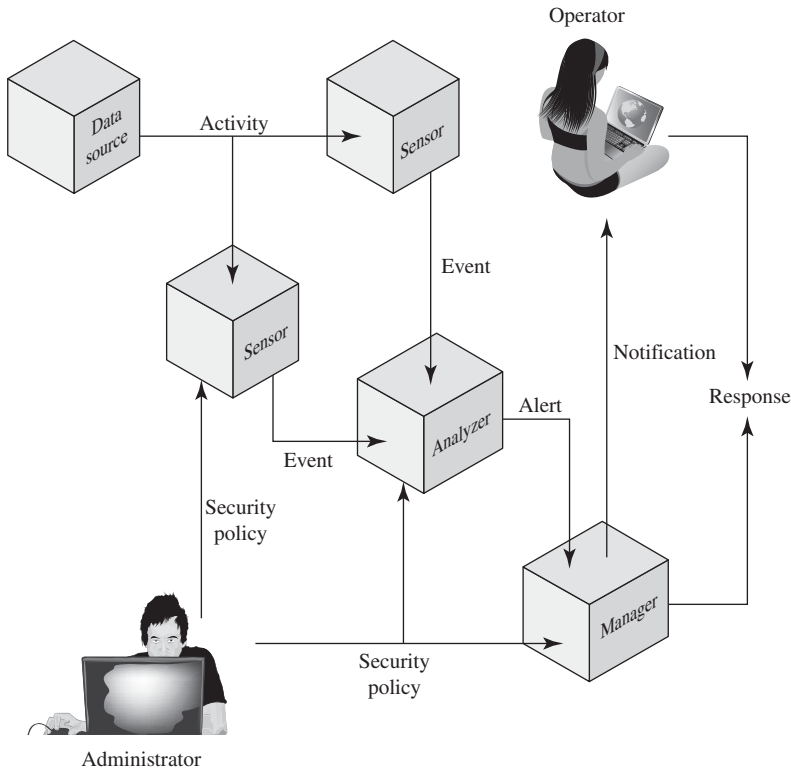 Operator
Data
source
Activity
Sensor
Event
Sensor
Notification
Response
Alert
Analyzer
Event
Security
policy
Manager
Security
policy
Administrator